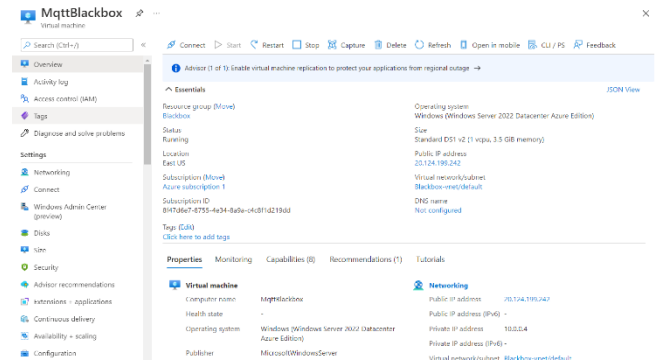 MqttBlackbox
Virtual machine
Search (Ctrl+/)
Connect Start Restart Stop Capture Delete Refresh Open in mobile CLI / PS Feedback
Overview
Activity log
Access control (IAM)
Tags
Diagnose and solve problems
Settings
Networking
Connect
Windows Admin Center (preview)
Disks
Size
Security
Advisor recommendations
Extensions + applications
Continuous delivery
Availability + scaling
Configuration
Advisor (1 of 1): Enable virtual machine replication to protect your applications from regional outage →
Essentials
JSON View
Resource group (Move)
Blackbox
Status
Running
Location
East US
Subscription (Move)
Azure subscription 1
Subscription ID
Operating system
Windows (Windows Server 2022 Datacenter Azure Edition)
Size
Standard DS1 v2 (1 vcpu, 3.5 GiB memory)
Public IP address
20.124.199.242
Virtual network/subnet
Blackbox-vnet/default
DNS name
Not configured
Tags (Edit)
Click here to add tags
Properties Monitoring Capabilities (8) Recommendations (1) Tutorials
Virtual machine
Computer name MqttBlackbox
Health state -
Operating system Windows (Windows Server 2022 Datacenter
Azure Edition)
Publisher MicrosoftWindowsServer
Networking
Public IP address 20.124.199.242
Public IP address (IPv6) -
Private IP address 10.0.0.4
Private IP address (IPv6) -
Virtual network/subnet Blackbox-vnet/default